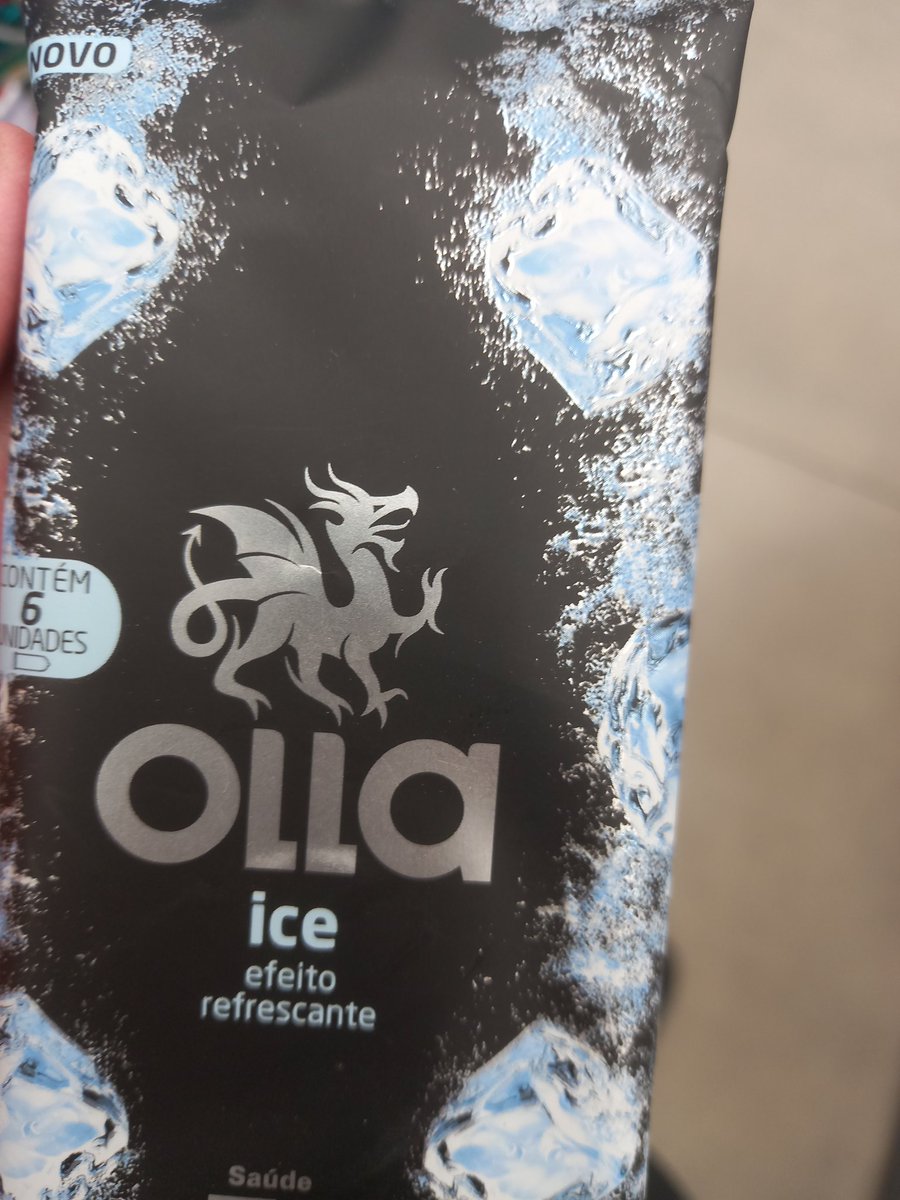 NOVO
CONTÉM
6
UNIDADES
olla
ice
efeito
refrescante
Saúde